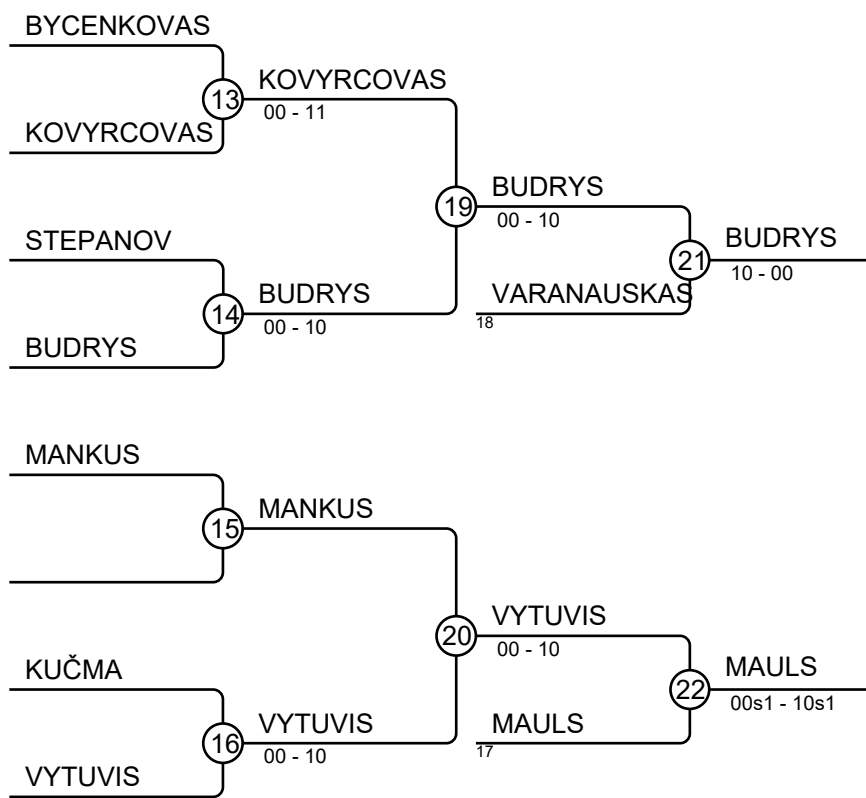 BYCENKOVAS
13
KOVYRCOVAS
00 - 11
KOVYRCOVAS
19
BUDRYS
00 - 10
STEPANOV
14
BUDRYS
00 - 10
BUDRYS
VARANAUSKAS
18
21
BUDRYS
10 - 00
MANKUS
15
MANKUS
20
VYTUVIS
00 - 10
KUČMA
16
VYTUVIS
00 - 10
VYTUVIS
MAULS
17
22
MAULS
00s1 - 10s1